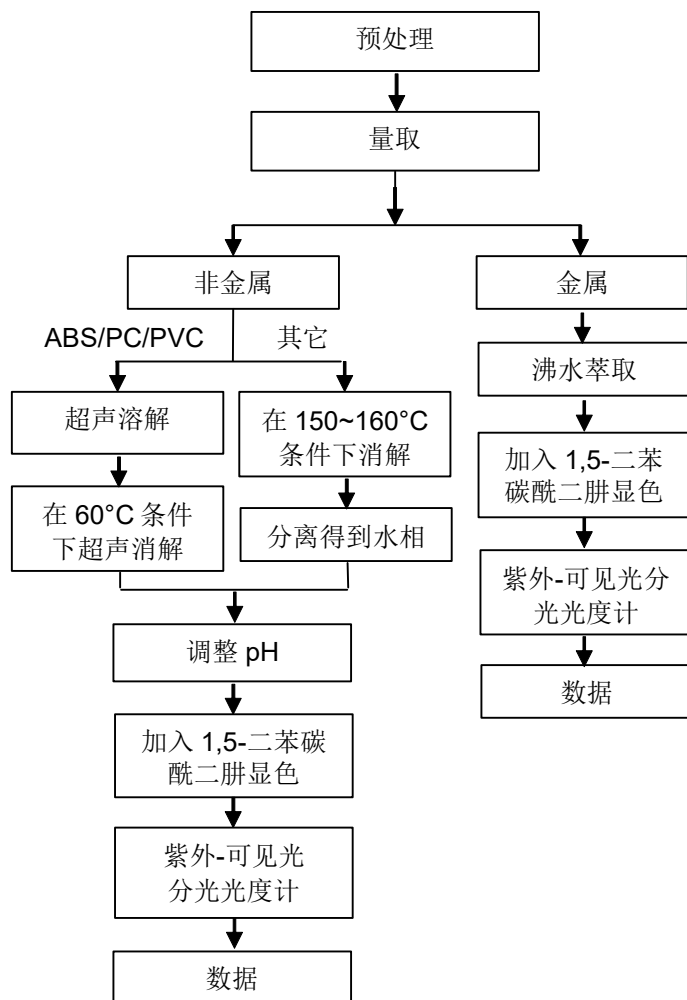 预处理
量取
非金属
金属
ABS/PC/PVC
其它
沸水萃取
超声溶解
在 150~160°C
条件下消解
加入 1,5-二苯
碳酰二肼显色
在 60°C 条件
下超声消解
分离得到水相
紫外-可见光分
光光度计
调整 pH
数据
加入 1,5-二苯碳
酰二肼显色
紫外-可见光
分光光度计
数据